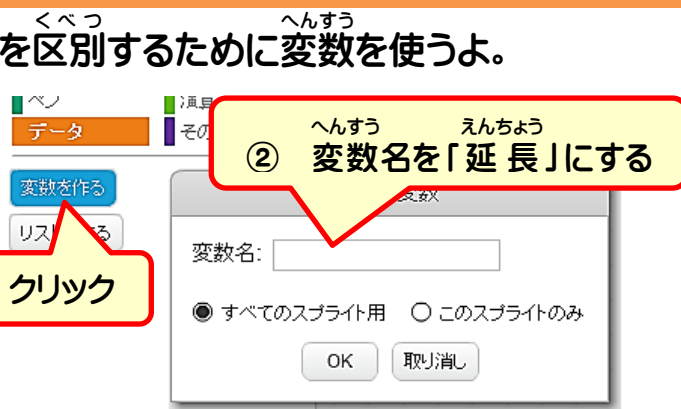 を区別するために変数を使うよ。
くべつ
へんすう
ペン
データ
その
変数を作る
クリック
へんすう えんちょう
② 変数名を「延長」にする
変数
変数名:
すべてのスプライト用 このスプライトのみ
OK 取り消し